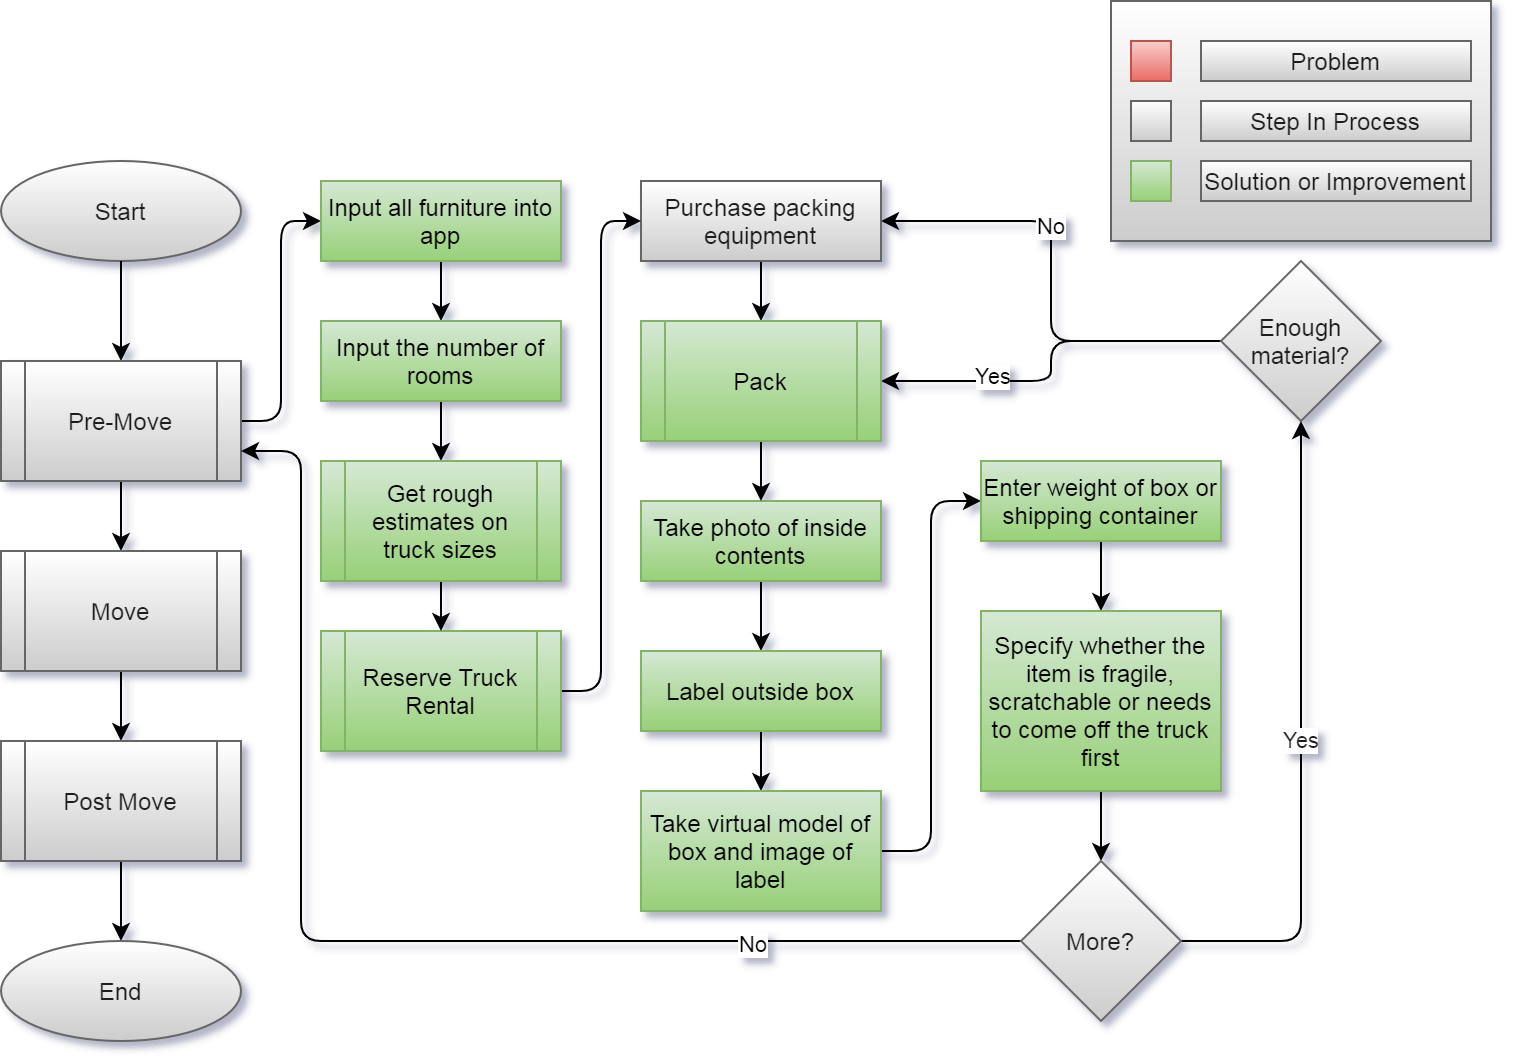 Problem
Step In Process
Solution or Improvement
Start
Pre-Move
Move
Post Move
End
Input all furniture into
app
Input the number of
rooms
Get rough
estimates on
truck sizes
Reserve Truck
Rental
Purchase packing
equipment
Pack
Take photo of inside
contents
Label outside box
Take virtual model of
box and image of
label
Enter weight of box or
shipping container
Specify whether the
item is fragile,
scratchable or needs
to come off the truck
first
More?
No
Yes
Enough
material?
No
Yes